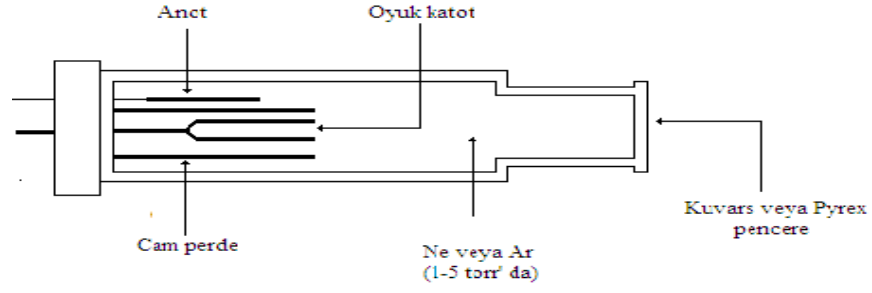 Anct
Oyuk katot
Cam perde
Ne veya Ar
(1-5 torr' da)
Kuvars veya Pyrex
pencere